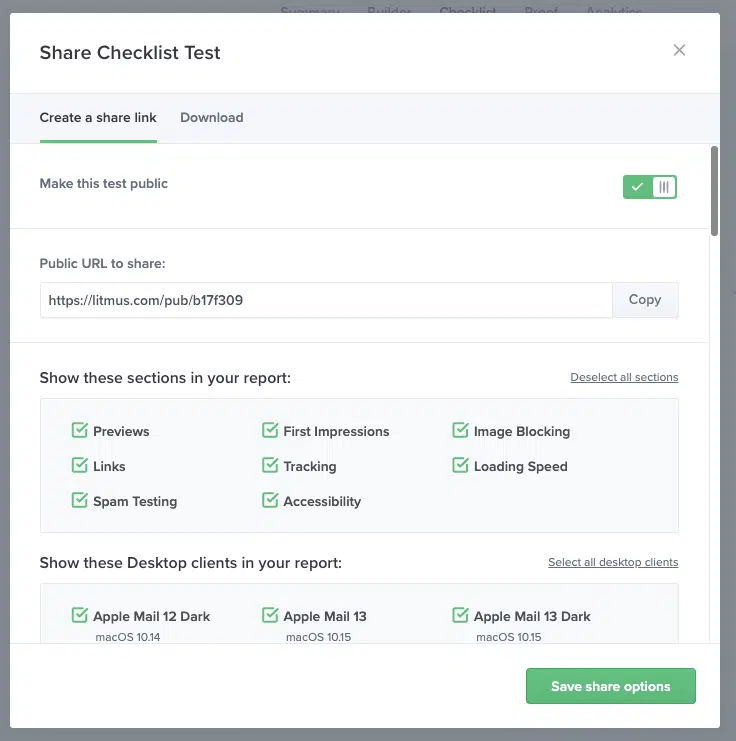 Summary Builder Checklist Proof Analytics
Share Checklist Test
Create a share link Download
Make this test public
Public URL to share:
https://litmus.com/pub/b17f309 Copy
Show these sections in your report: Deselect all sections
Previews First Impressions Image Blocking
Links Tracking Loading Speed
Spam Testing Accessibility
Show these Desktop clients in your report: Select all desktop clients
Apple Mail 12 Dark Apple Mail 13 Apple Mail 13 Dark
macOS 10.14 macOS 10.15 macOS 10.15
Save share options